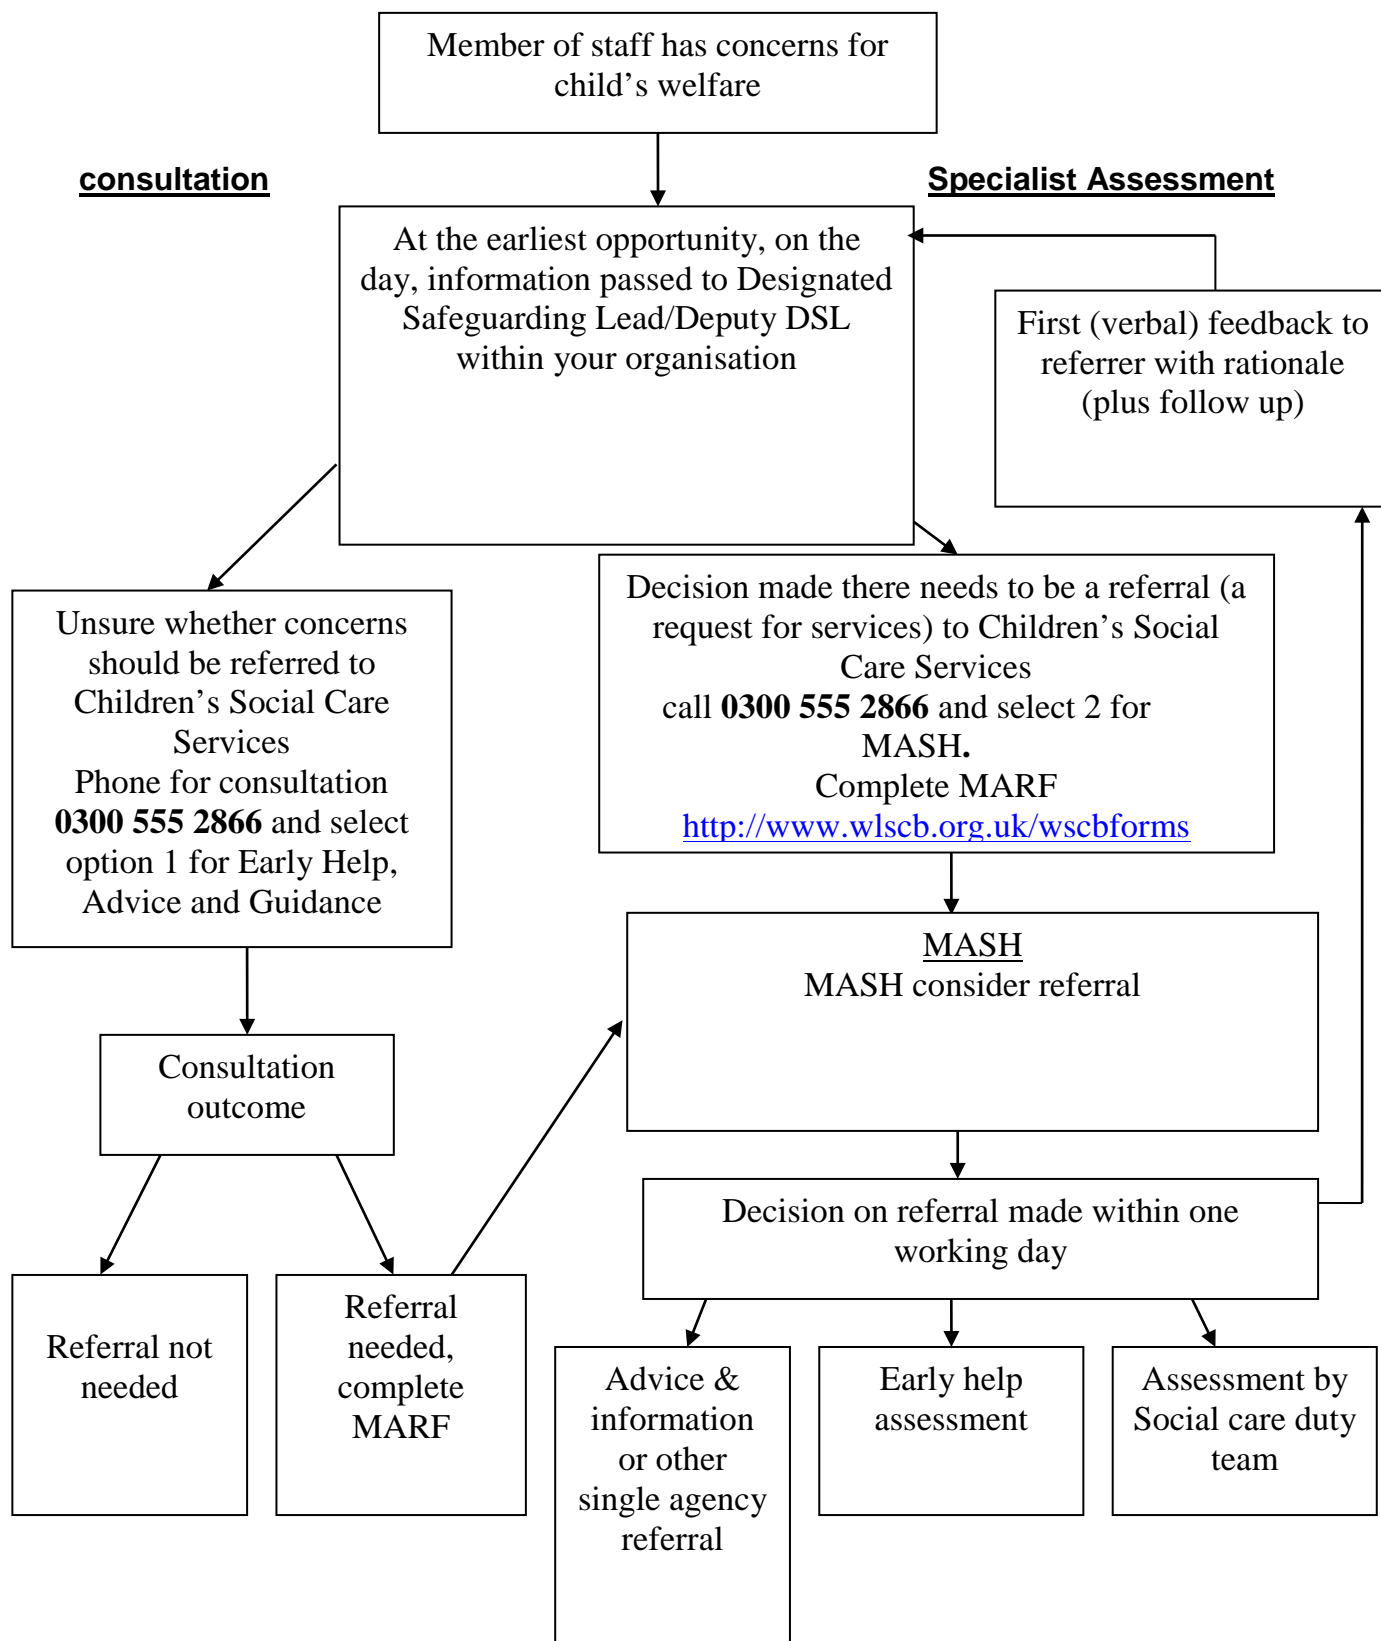 Member of staff has concerns for
child’s welfare
consultation
Specialist Assessment
At the earliest opportunity, on the
day, information passed to Designated
Safeguarding Lead/Deputy DSL
within your organisation
First (verbal) feedback to
referrer with rationale
(plus follow up)
Unsure whether concerns
should be referred to
Children’s Social Care
Services
Phone for consultation
0300 555 2866 and select
option 1 for Early Help,
Advice and Guidance
Decision made there needs to be a referral (a
request for services) to Children’s Social
Care Services
call 0300 555 2866 and select 2 for
MASH.
Complete MARF
http://www.wlscb.org.uk/wscbforms
MASH
MASH consider referral
Consultation
outcome
Decision on referral made within one
working day
Referral not
needed
Referral
needed,
complete
MARF
Advice &
information
or other
single agency
referral
Early help
assessment
Assessment by
Social care duty
team